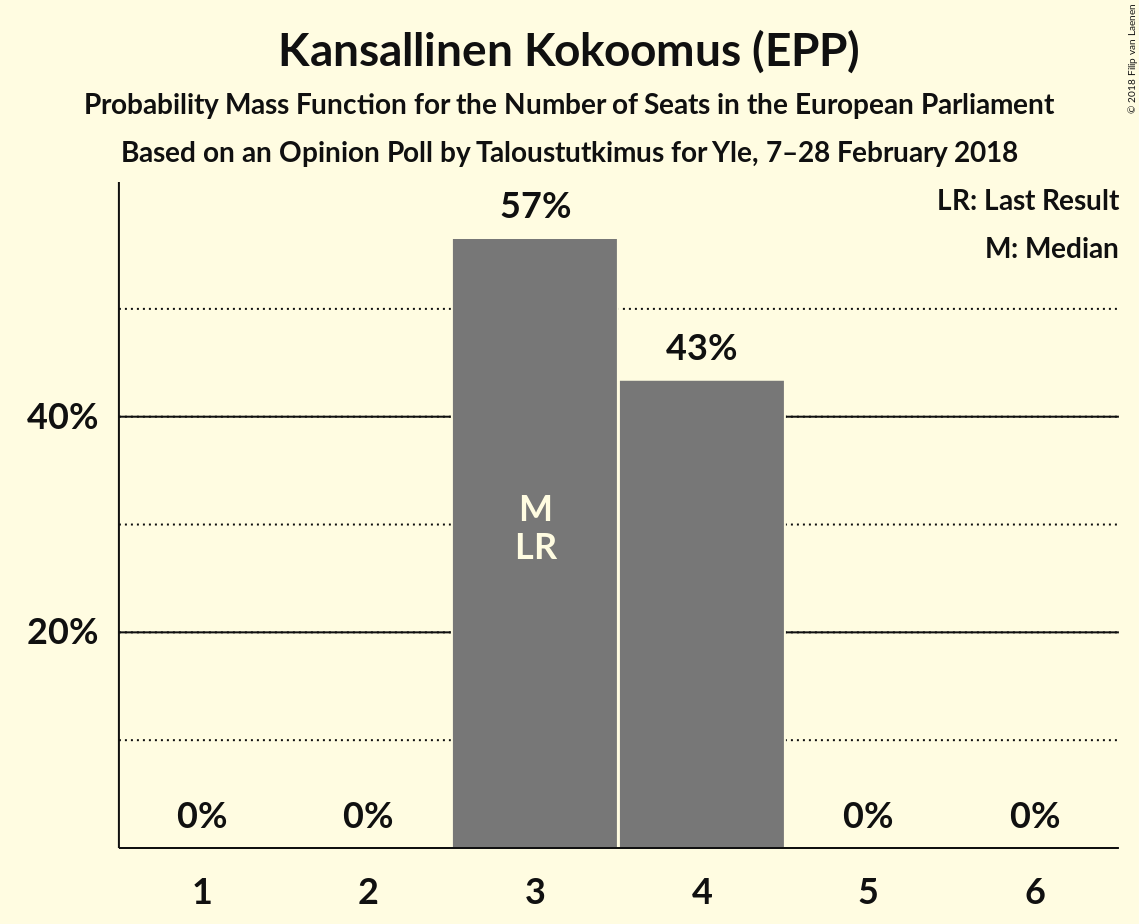 Kansallinen Kokoomus (EPP)
Probability Mass Function for the Number of Seats in the European Parliament
Based on an Opinion Poll by Taloustutkimus for Yle, 7–28 February 2018
© 2018 Filip van Laenen
LR: Last Result
M: Median
57%
43%
40%
M
LR
20%
0%
0%
0%
0%
1
2
3
4
5
6